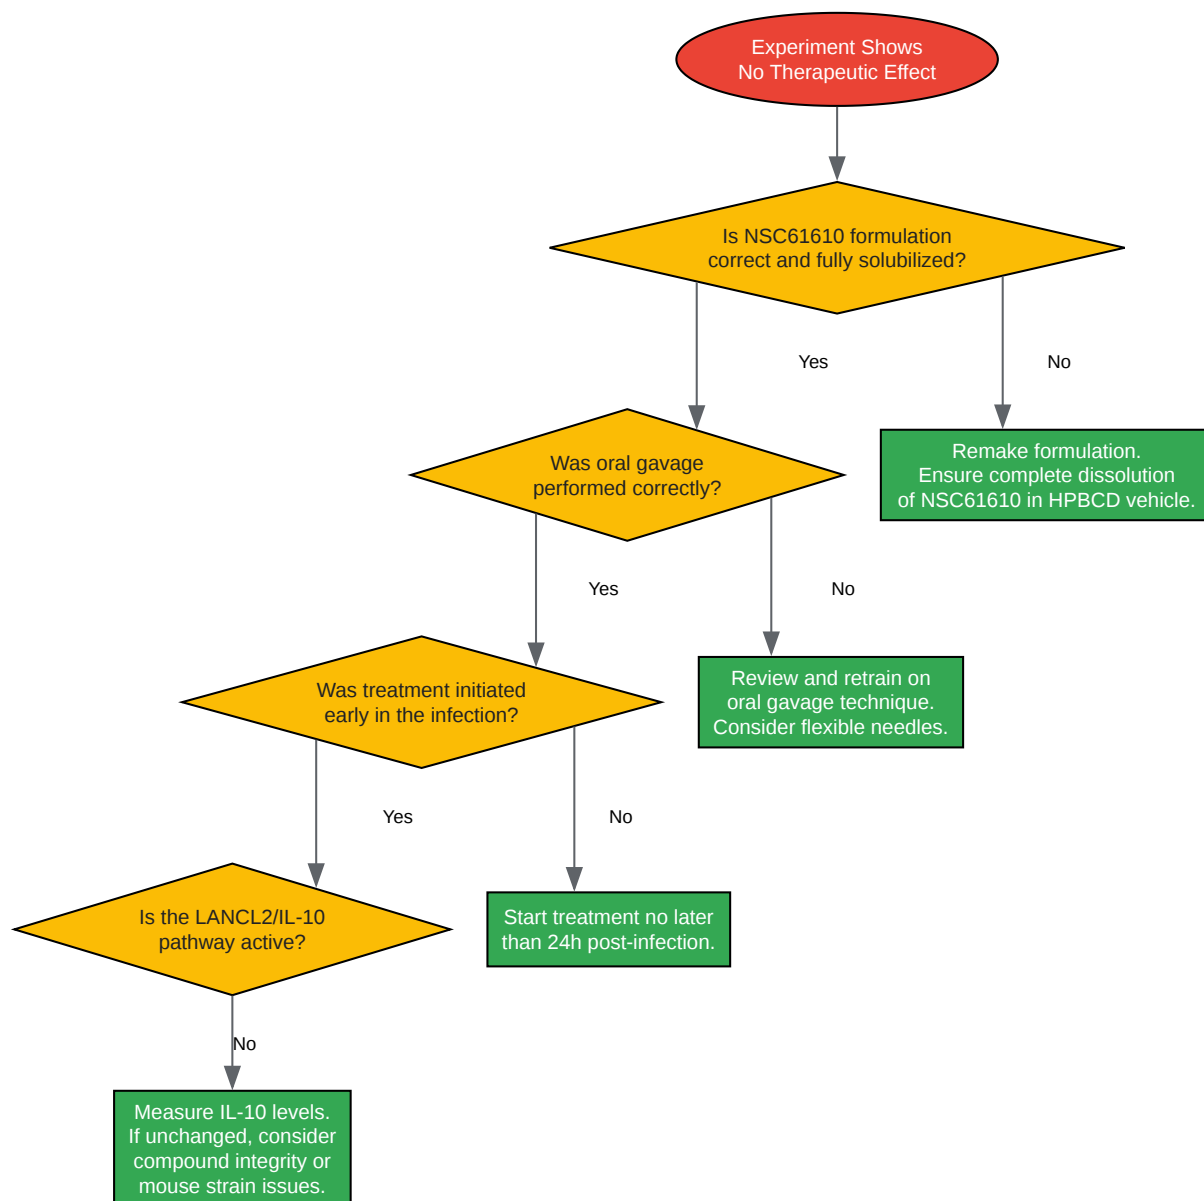 Experiment Shows
No Therapeutic Effect
Is NSC61610 formulation
correct and fully solubilized?
Yes
No
Was oral gavage
performed correctly?
Remake formulation.
Ensure complete dissolution
of NSC61610 in HPBCD vehicle.
Yes
No
Was treatment initiated
early in the infection?
Review and retrain on
oral gavage technique.
Consider flexible needles.
Yes
No
Is the LANCL2/IL-10
pathway active?
Start treatment no later
than 24h post-infection.
No
Measure IL-10 levels.
If unchanged, consider
compound integrity or
mouse strain issues.